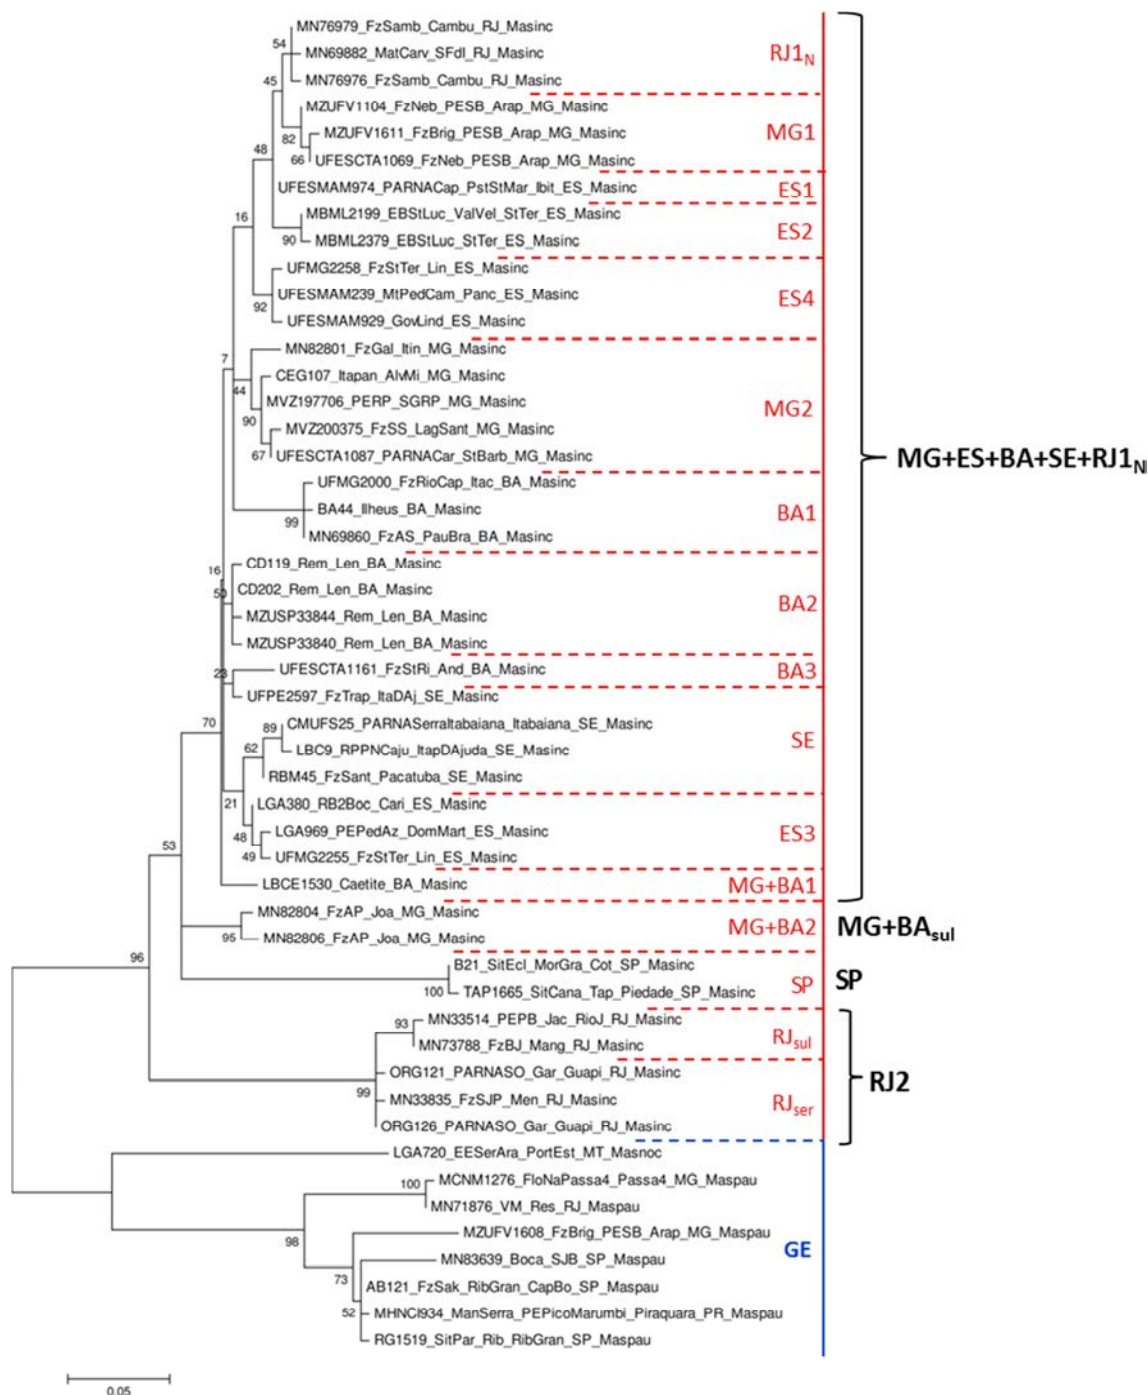 MN76979_FzSamb_Cambu_RJ_Masinc
54
MN69882_MatCarv_SFdI_RJ_Masinc
RJ1N
MN76976_FzSamb_Cambu_RJ_Masinc
45
MZUFV1104_FzNeb_PESB_Arap_MG_Masinc
82
MZUFV1611_FzBrig_PESB_Arap_MG_Masinc
MG1
48
66
UFESCTA1069_FzNeb_PESB_Arap_MG_Masinc
UFESMAM974_PARNACap_PstStMar_Ibit_ES_Masinc
ES1
16
MBML2199_EBStLuc_ValVel_StTer_ES_Masinc
ES2
90
MBML2379_EBStLuc_StTer_ES_Masinc
UFMG2258_FzStTer_Lin_ES_Masinc
UFESMAM239_MtPedCam_Panc_ES_Masinc
ES4
92
UFESMAM929_GovLind_ES_Masinc
MN82801_FzGal_Itin_MG_Masinc
7
CEG107_Itapan_AlvMi_MG_Masinc
44
MVZ197706_PERP_SGRP_MG_Masinc
MG2
90
MVZ200375_FzSS_LagSant_MG_Masinc
67
UFESCTA1087_PARNACar_StBarb_MG_Masinc
MG+ES+BA+SE+RJ1N
UFMG2000_FzRioCap_Itac_BA_Masinc
BA44_Ilheus_BA_Masinc
BA1
99
MN69860_FzAS_PauBra_BA_Masinc
CD119_Rem_Len_BA_Masinc
16
50
CD202_Rem_Len_BA_Masinc
BA2
MZUSP33844_Rem_Len_BA_Masinc
MZUSP33840_Rem_Len_BA_Masinc
23
UFESCTA1161_FzStRi_And_BA_Masinc
BA3
UFPE2597_FzTrap_ItaDAj_SE_Masinc
70
89
CMUFS25_PARNASerraItabaiana_Itabaiana_SE_Masinc
SE
62
LBC9_RPPNCaju_ItapDAjuda_SE_Masinc
RBM45_FzSant_Pacatuba_SE_Masinc
21
LGA380_RB2Boc_Cari_ES_Masinc
48
LGA969_PEPedAz_DomMart_ES_Masinc
ES3
53
49
UFMG2255_FzStTer_Lin_ES_Masinc
LBCE1530_Caetite_BA_Masinc
MG+BA1
MN82804_FzAP_Joa_MG_Masinc
MG+BA2
MG+BAsul
95
MN82806_FzAP_Joa_MG_Masinc
96
B21_SitEcl_MorGra_Cot_SP_Masinc
SP
SP
100
TAP1665_SitCana_Tap_Piedade_SP_Masinc
93
MN33514_PEPB_Jac_RioJ_RJ_Masinc
RJsul
MN73788_FzBJ_Mang_RJ_Masinc
ORG121_PARNASO_Gar_Guapi_RJ_Masinc
RJ2
99
MN33835_FzSJP_Men_RJ_Masinc
RJser
ORG126_PARNASO_Gar_Guapi_RJ_Masinc
LGA720_EESerAra_PortEst_MT_Masnoc
100
MCNM1276_FloNaPassa4_Passa4_MG_Maspau
MN71876_VM_Res_RJ_Maspau
98
MZUFV1608_FzBrig_PESB_Arap_MG_Maspau
GE
73
MN83639_Boca_SJB_SP_Maspau
AB121_FzSak_RibGran_CapBo_SP_Maspau
52
MHNCI934_ManSerra_PEPicoMarumbi_Piraquara_PR_Maspau
RG1519_SitPar_Rib_RibGran_SP_Maspau
0.05